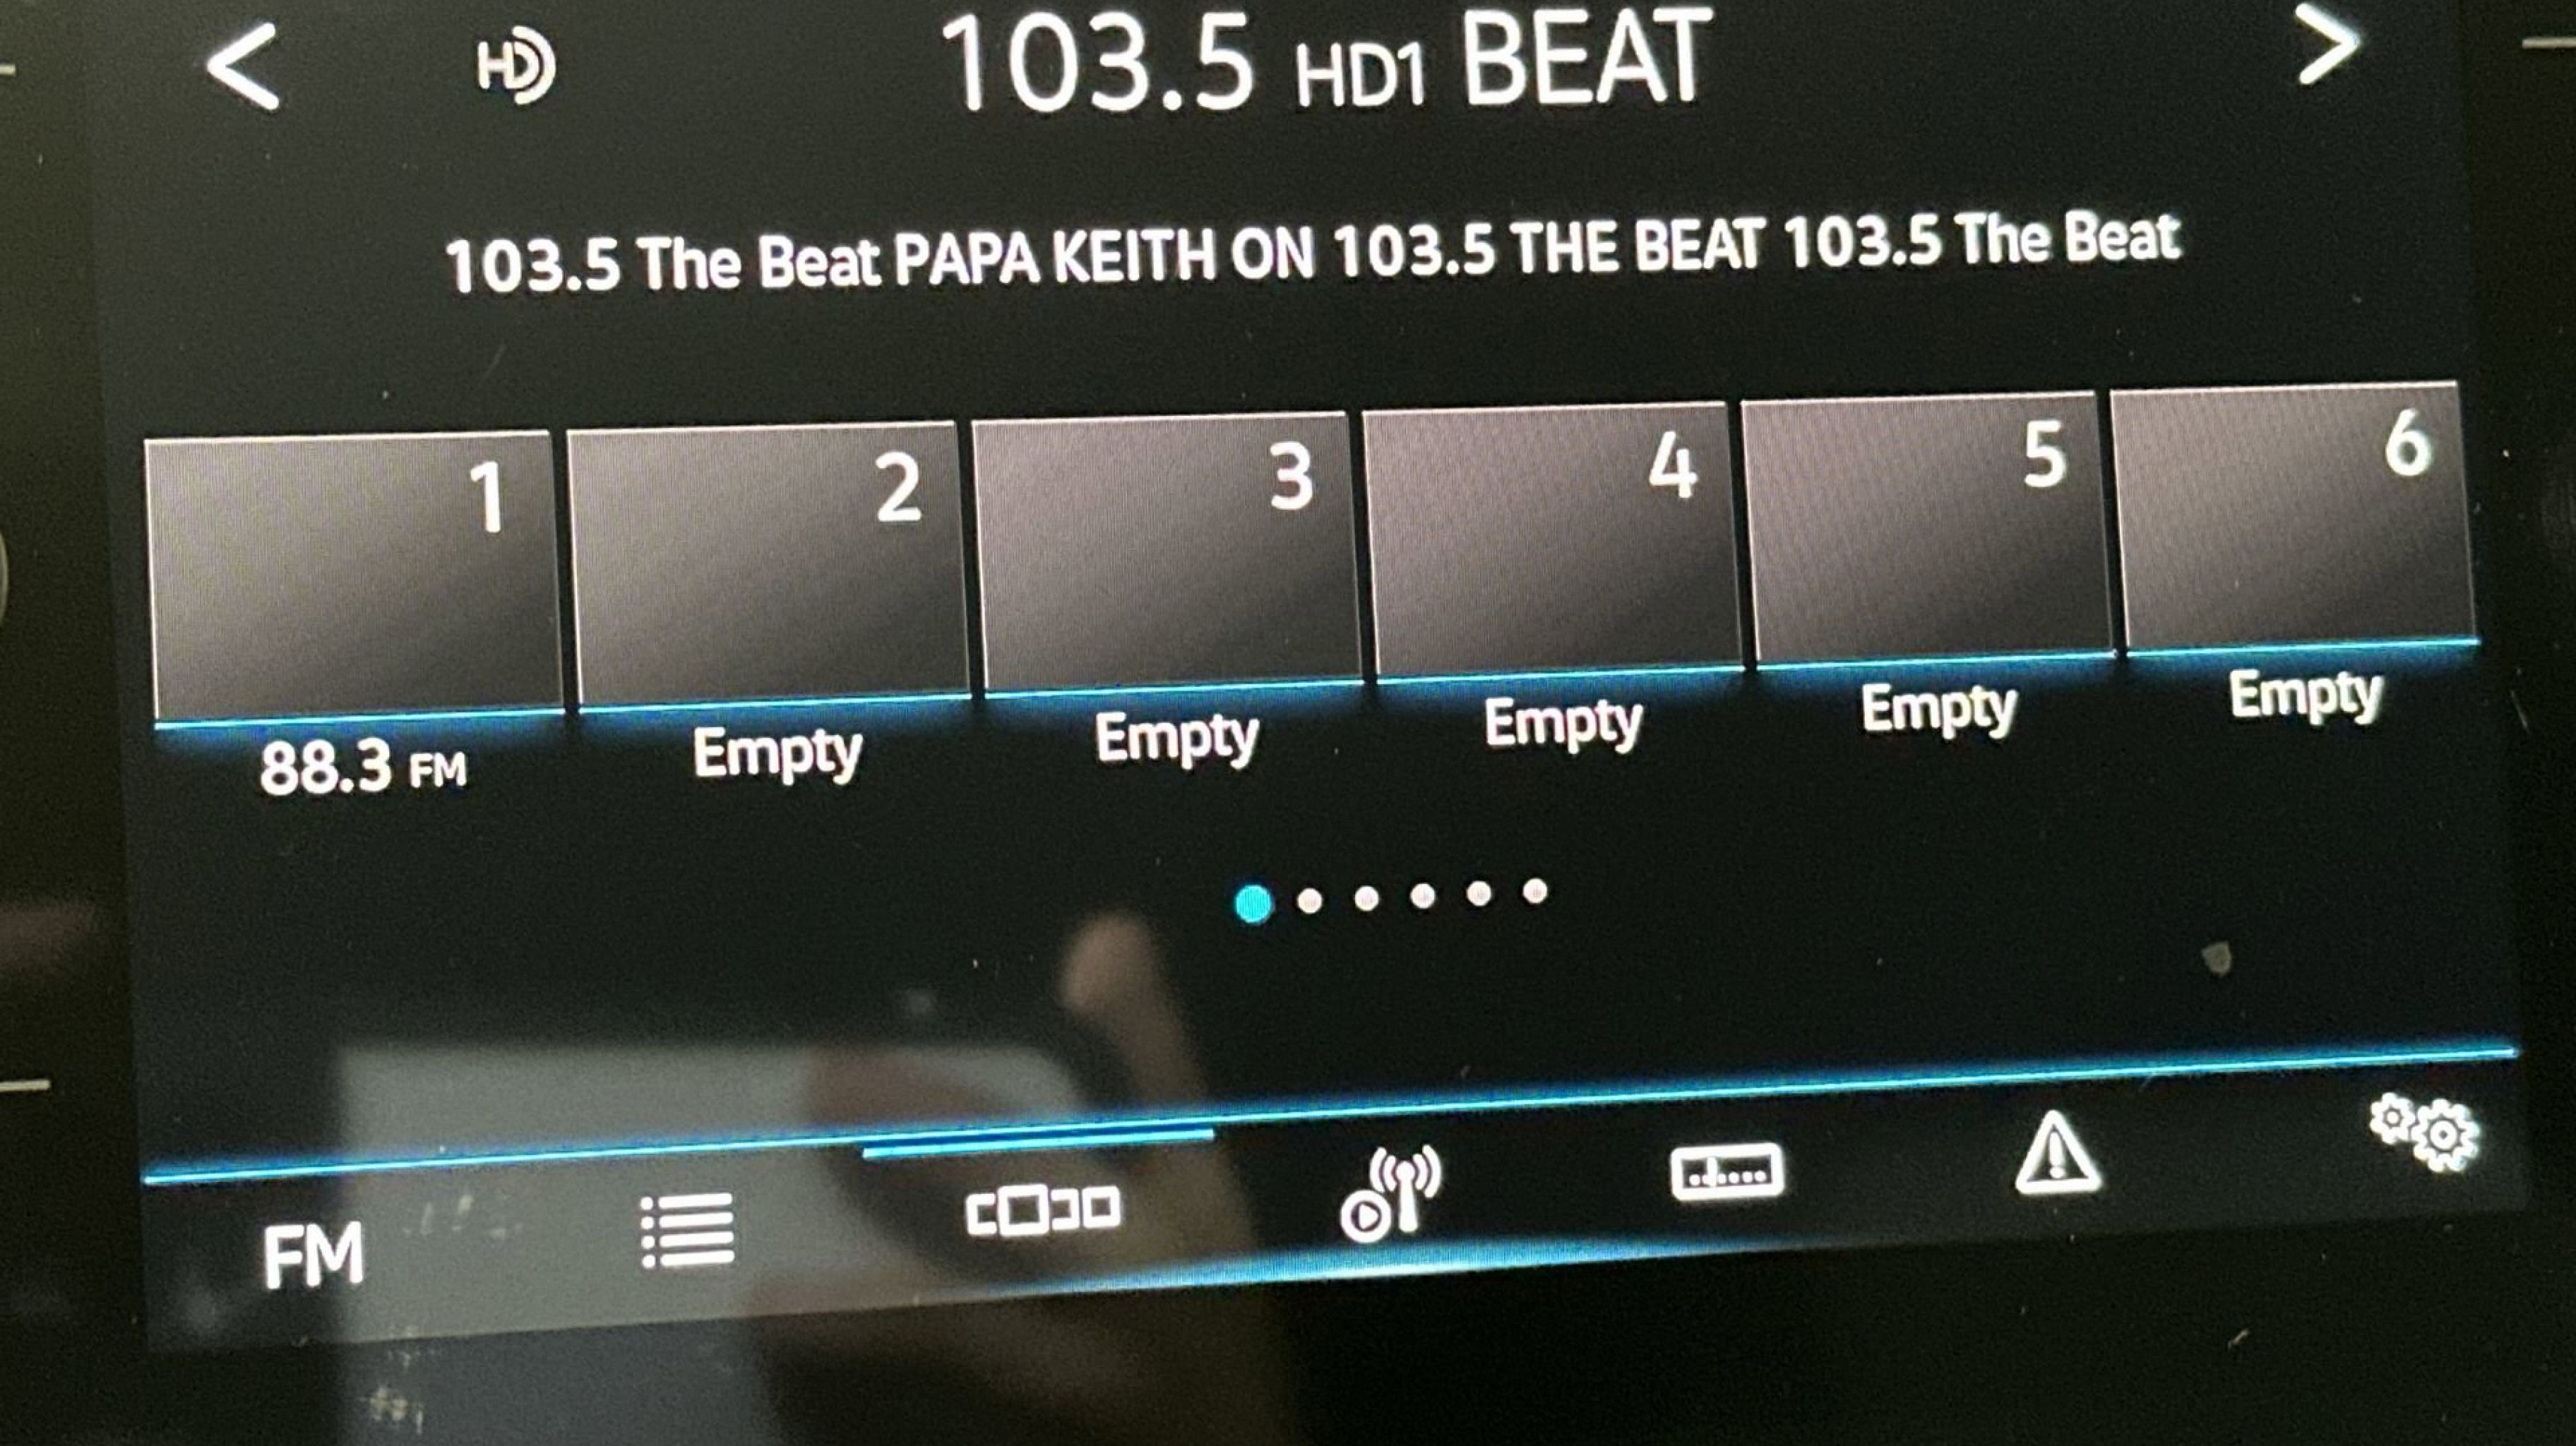 < HD 103.5 HD1 BEAT >
103.5 The Beat PAPA KEITH ON 103.5 THE BEAT 103.5 The Beat
1 2 3 4 5 6
88.3 FM Empty Empty Empty Empty Empty
FM